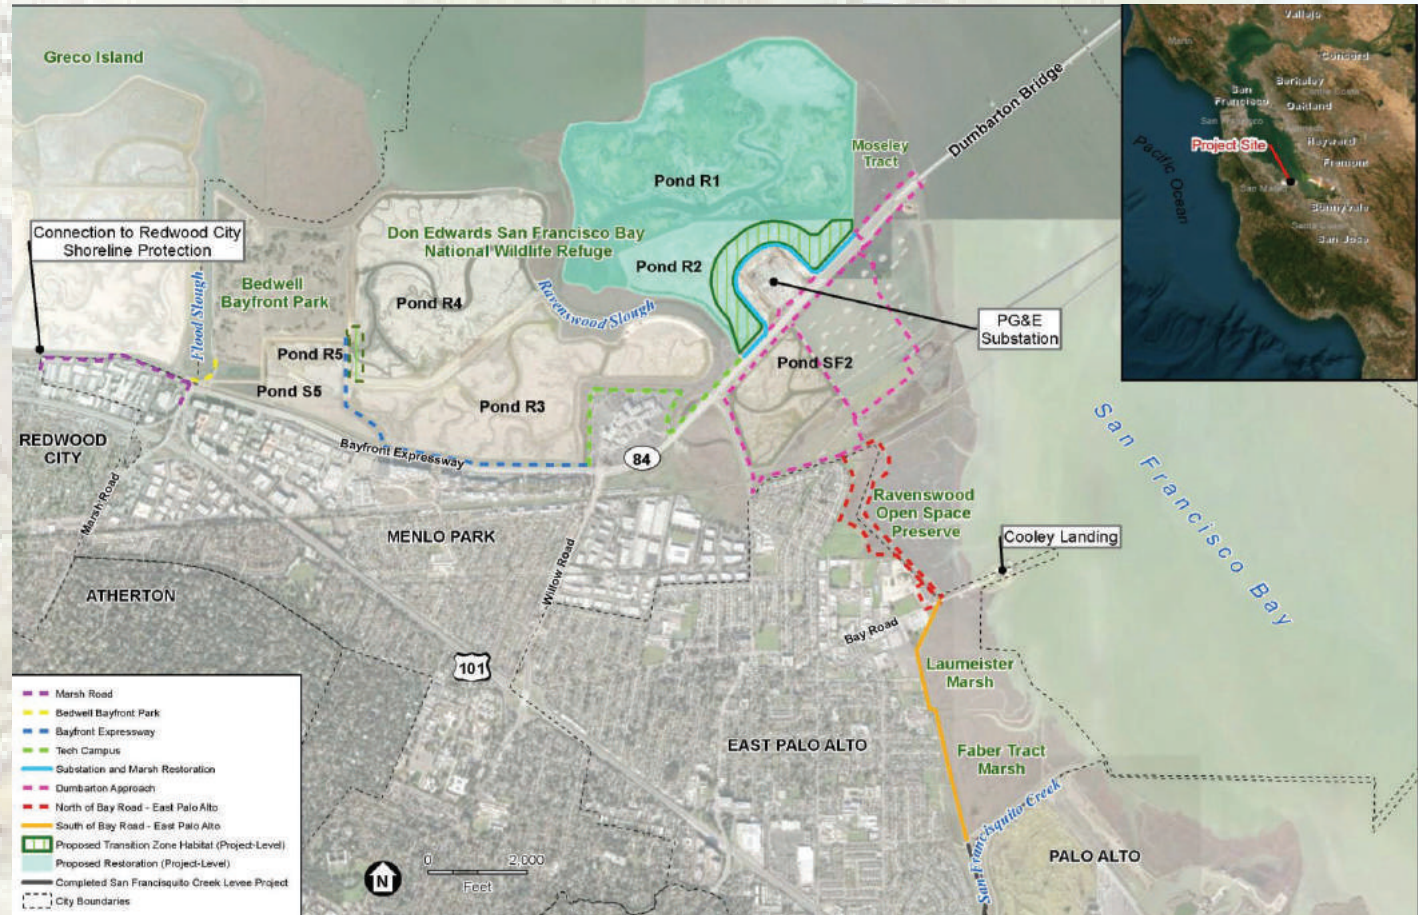 Greco Island
Connection to Redwood City
Shoreline Protection
Flood Slough
Bedwell
Bayfront Park
Don Edwards San Francisco Bay
National Wildlife Refuge
Pond R1
Pond R2
Pond R4
Ravenswood Slough
Moseley
Tract
Dumbarton Bridge
PG&E
Substation
Pond R5
Pond S5
Pond R3
Pond SF2
Bayfront Expressway
84
REDWOOD
CITY
Marsh Road
MENLO PARK
ATHERTON
Willow Road
101
Ravenswood
Open Space
Preserve
Cooley Landing
Bay Road
Laumeister
Marsh
EAST PALO ALTO
Faber Tract
Marsh
San Francisquito Creek
PALO ALTO
San Francisco Bay
Vallejo
Marin
Concord
Berkeley
San
Francisco
Oakland
Project Site
Hayward
Fremont
San Mateo
Sunnyvale
San Jose
Pacific Ocean
Marsh Road
Bedwell Bayfront Park
Bayfront Expressway
Tech Campus
Substation and Marsh Restoration
Dumbarton Approach
North of Bay Road - East Palo Alto
South of Bay Road - East Palo Alto
Proposed Transition Zone Habitat (Project-Level)
Proposed Restoration (Project-Level)
Completed San Francisquito Creek Levee Project
City Boundaries
N
0 2,000
Feet